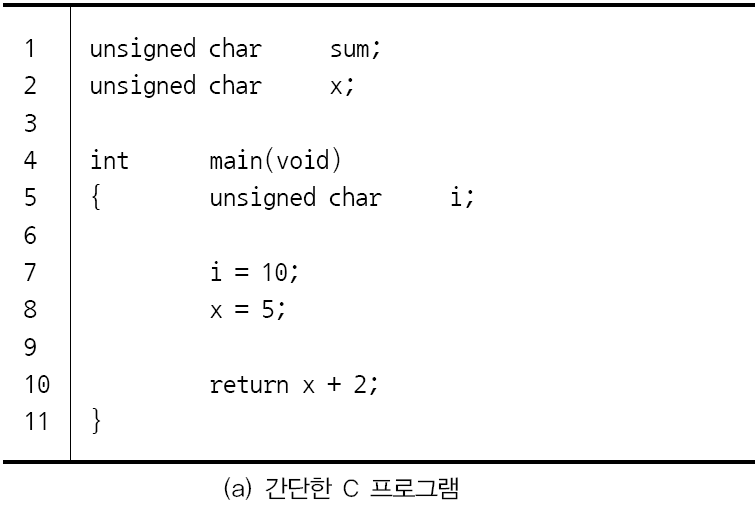 1 unsigned char sum;
2 unsigned char x;
3
4 int main(void)
5 { unsigned char i;
6
7 i = 10;
8 x = 5;
9
10 return x + 2;
11 }
(a) 간단한 C 프로그램